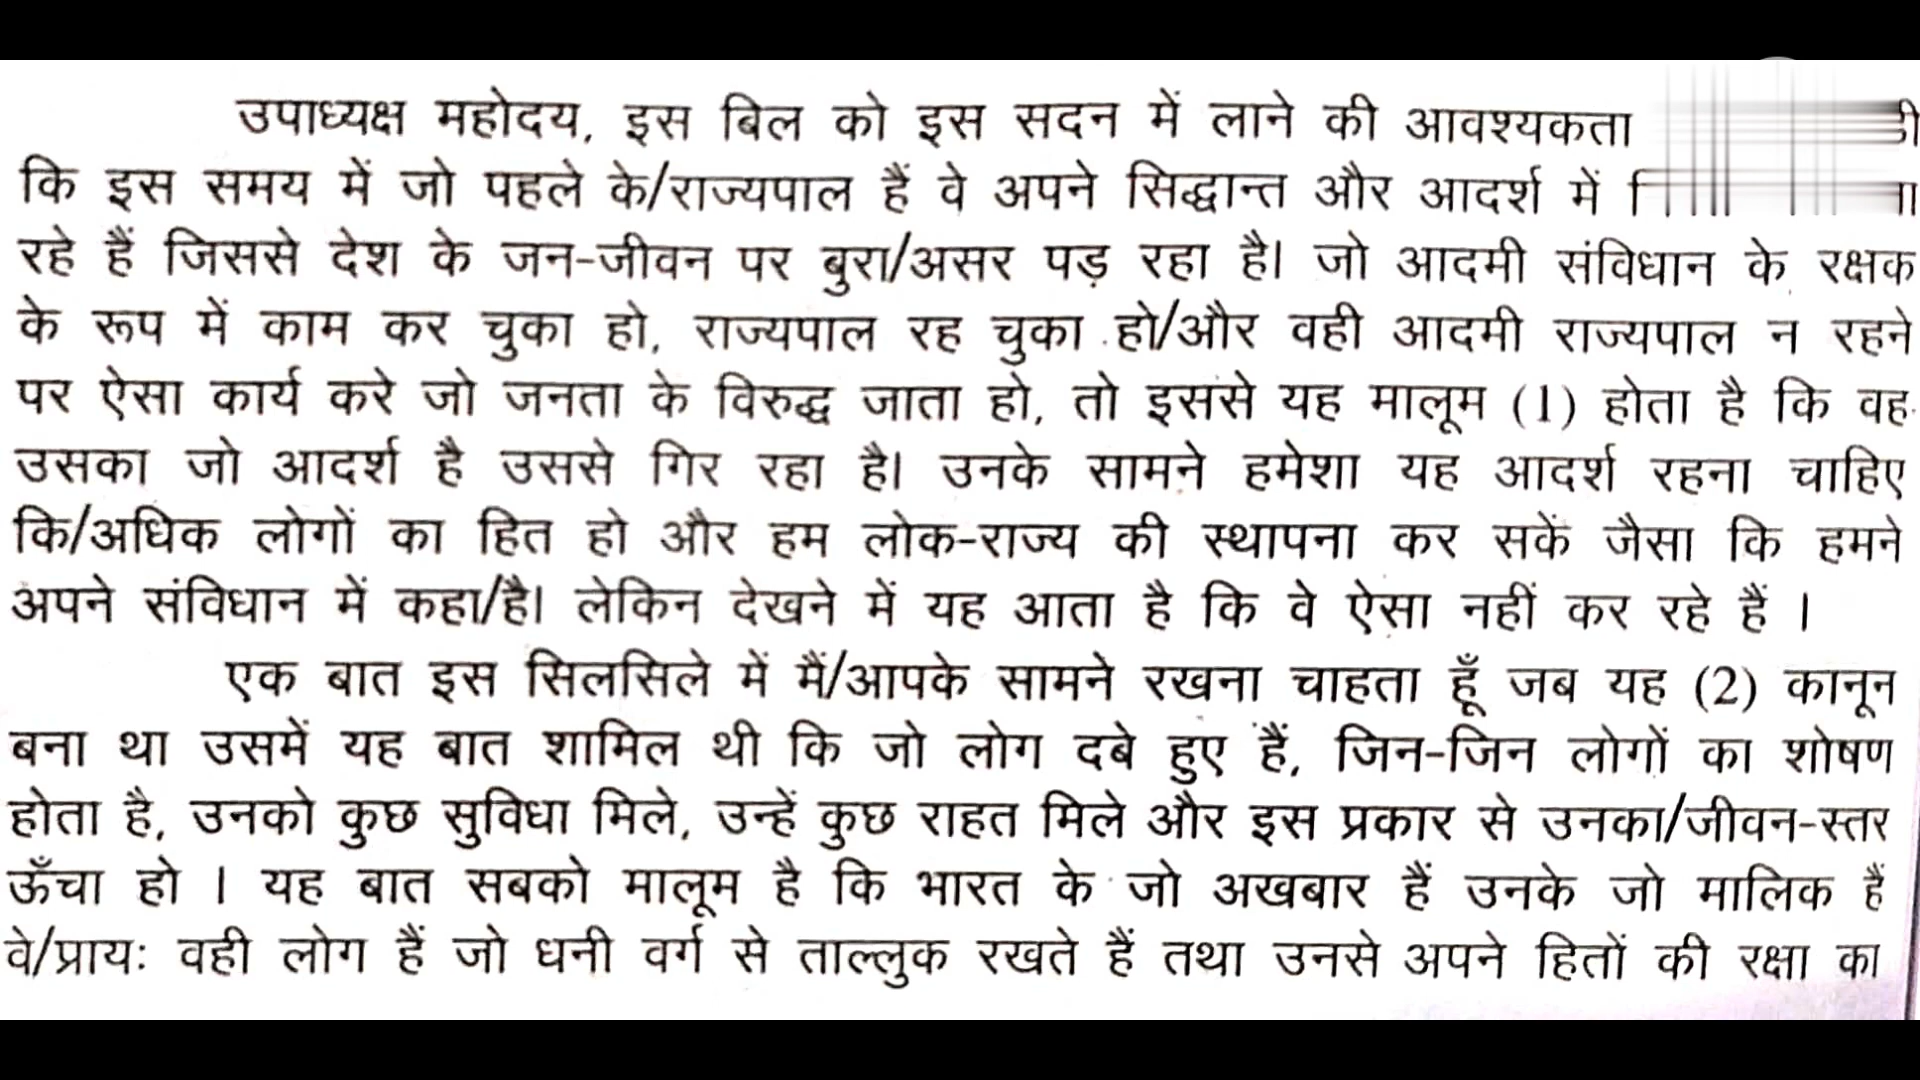 उपाध्यक्ष महोदय, इस बिल को इस सदन में लाने की आवश्यकता
कि इस समय में जो पहले के/राज्यपाल हैं वे अपने सिद्धान्त और आदर्श में
रहे हैं जिससे देश के जन-जीवन पर बुरा/असर पड़ रहा है। जो आदमी संविधान के रक्षक
के रूप में काम कर चुका हो, राज्यपाल रह चुका हो/और वही आदमी राज्यपाल न रहने
पर ऐसा कार्य करे जो जनता के विरुद्ध जाता हो, तो इससे यह मालूम (1) होता है कि वह
उसका जो आदर्श है उससे गिर रहा है। उनके सामने हमेशा यह आदर्श रहना चाहिए
कि/अधिक लोगों का हित हो और हम लोक-राज्य की स्थापना कर सकें जैसा कि हमने
अपने संविधान में कहा/है। लेकिन देखने में यह आता है कि वे ऐसा नहीं कर रहे हैं ।
एक बात इस सिलसिले में मैं/आपके सामने रखना चाहता हूँ जब यह (2) कानून
बना था उसमें यह बात शामिल थी कि जो लोग दबे हुए हैं, जिन-जिन लोगों का शोषण
होता है, उनको कुछ सुविधा मिले, उन्हें कुछ राहत मिले और इस प्रकार से उनका/जीवन-स्तर
ऊँचा हो । यह बात सबको मालूम है कि भारत के जो अखबार हैं उनके जो मालिक हैं
वे/प्रायः वही लोग हैं जो धनी वर्ग से ताल्लुक रखते हैं तथा उनसे अपने हितों की रक्षा का